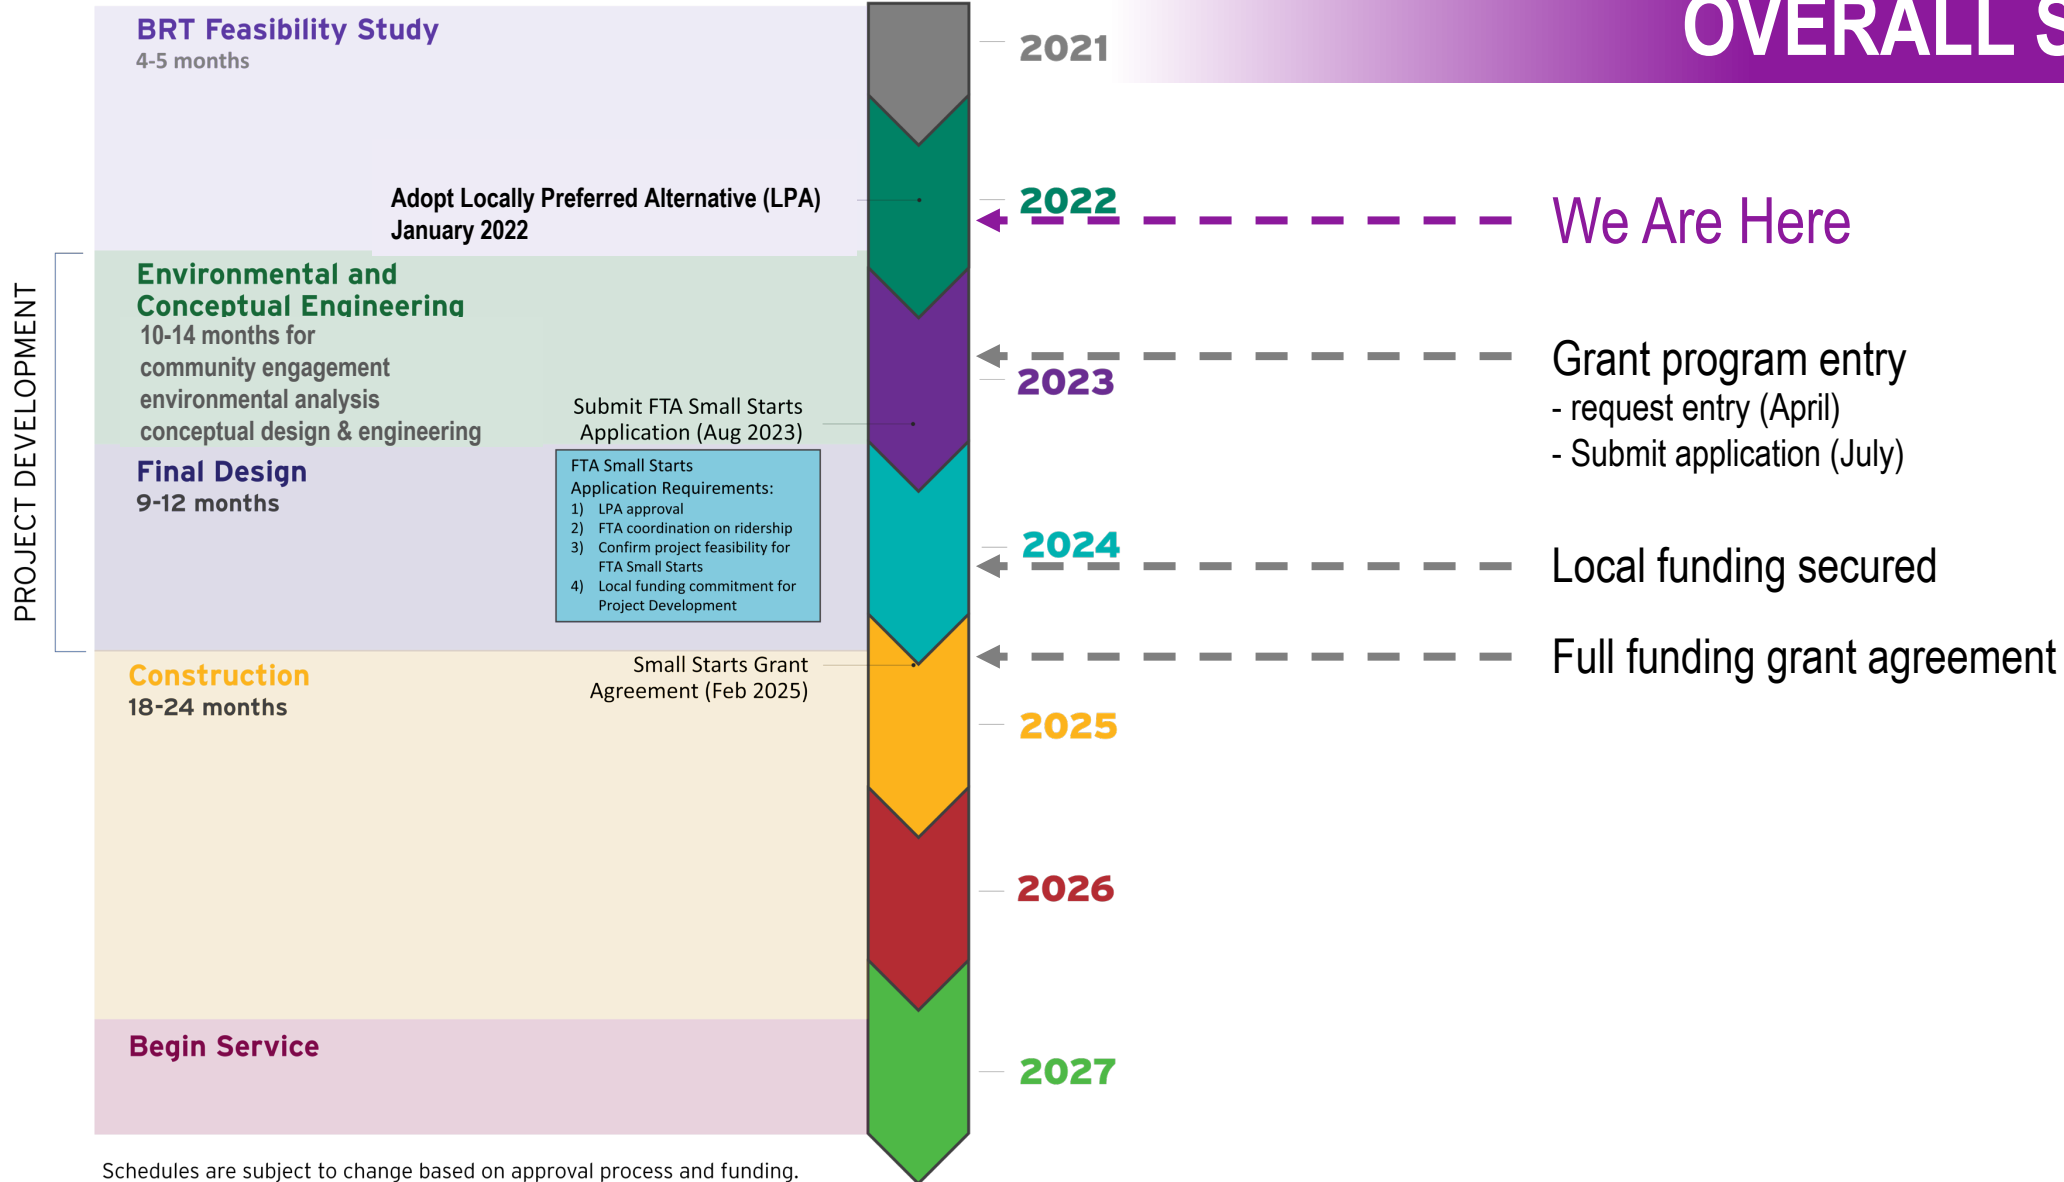 OVERALL S
BRT Feasibility Study
4-5 months
2021
Adopt Locally Preferred Alternative (LPA)
January 2022
2022
We Are Here
PROJECT DEVELOPMENT
Environmental and
Conceptual Engineering
10-14 months for
community engagement
environmental analysis
conceptual design & engineering
Submit FTA Small Starts
Application (Aug 2023)
2023
Grant program entry
- request entry (April)
- Submit application (July)
Final Design
9-12 months
FTA Small Starts
Application Requirements:
1) LPA approval
2) FTA coordination on ridership
3) Confirm project feasibility for
FTA Small Starts
4) Local funding commitment for
Project Development
2024
Local funding secured
Full funding grant agreement
Construction
18-24 months
Small Starts Grant
Agreement (Feb 2025)
2025
2026
Begin Service
2027
Schedules are subject to change based on approval process and funding.